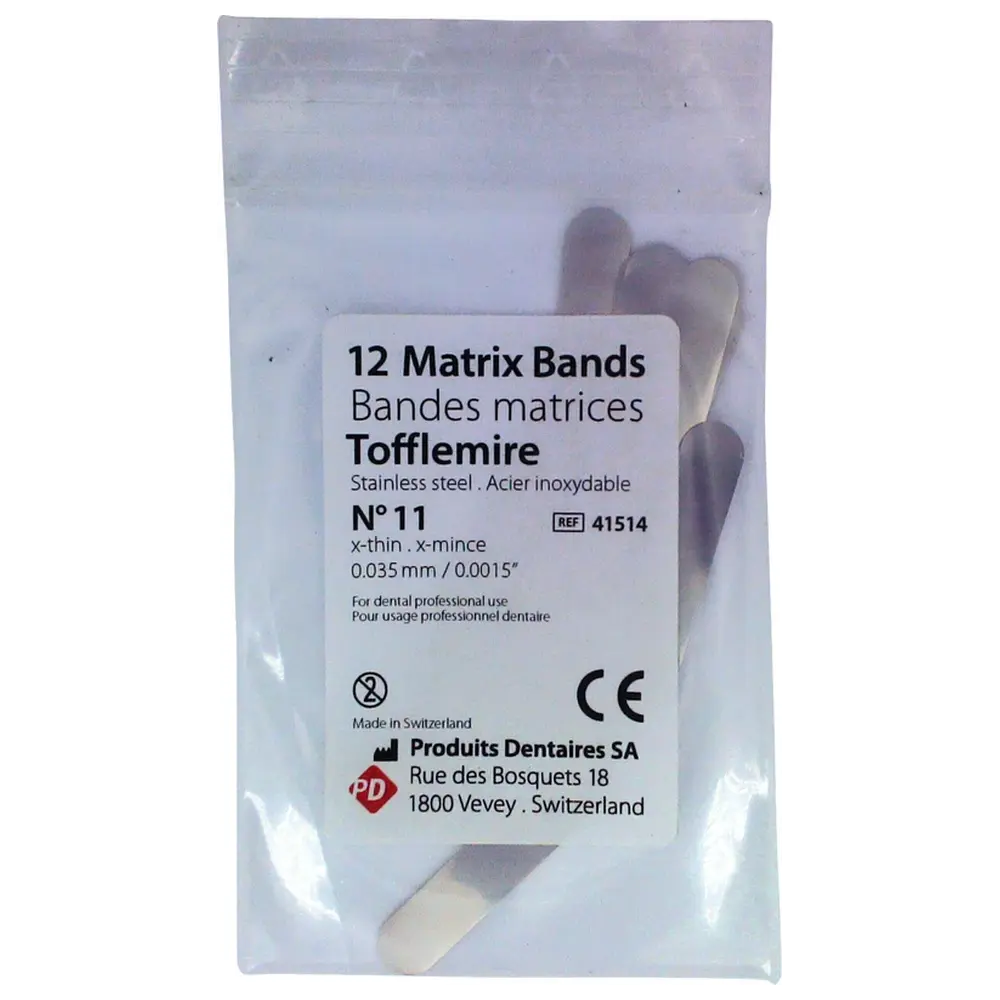 12 Matrix Bands
Bandes matrices
Tofflemire
Stainless steel . Acier inoxydable
N° 11
REF 41514
x-thin . x-mince
0.035 mm / 0.0015”
For dental professional use
Pour usage professionnel dentaire
2
CE
Made in Switzerland
Produits Dentaires SA
PD
Rue des Bosquets 18
1800 Vevey . Switzerland